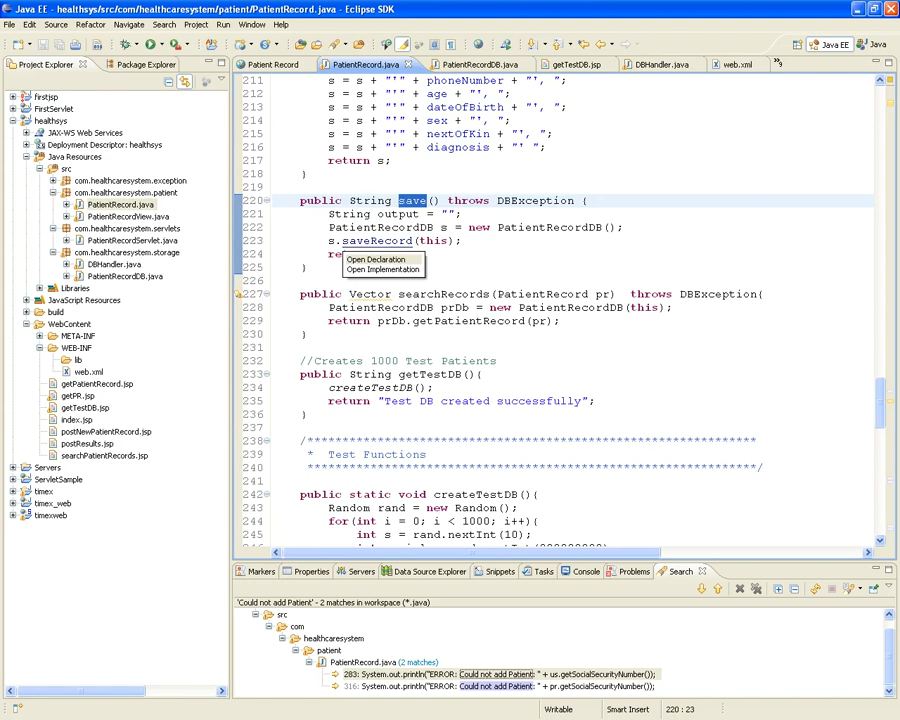 Java EE - healthsys/src/com/healthcaresystem/patient/PatientRecord.java - Eclipse SDK
File Edit Source Refactor Navigate Search Project Run Window Help
Java EE Java
Project Explorer Package Explorer
Patient Record PatientRecord.java PatientRecordDB.java getTestDB.jsp DBHandler.java web.xml
firstjsp
FirstServlet
healthsys
JAX-WS Web Services
Deployment Descriptor: healthsys
Java Resources
src
com.healthcaresystem.exception
com.healthcaresystem.patient
PatientRecord.java
PatientRecordView.java
com.healthcaresystem.servlets
PatientRecordServlet.java
com.healthcaresystem.storage
DBHandler.java
PatientRecordDB.java
Libraries
JavaScript Resources
build
WebContent
META-INF
WEB-INF
lib
web.xml
getPatientRecord.jsp
getPR.jsp
getTestDB.jsp
index.jsp
postNewPatientRecord.jsp
postResults.jsp
searchPatientRecords.jsp
Servers
ServletSample
timex
timex_web
timexweb
211 s = s + "'" + phoneNumber + "', ";
212 s = s + "'" + age + "', ";
213 s = s + "'" + dateOfBirth + "', ";
214 s = s + "'" + sex + "', ";
215 s = s + "'" + nextOfKin + "', ";
216 s = s + "'" + diagnosis + "' ";
217 return s;
218 }
219
220 public String save() throws DBException {
221 String output = "";
222 PatientRecordDB s = new PatientRecordDB();
223 s.saveRecord(this);
224 re
Open Declaration
Open Implementation
225 }
226
227 public Vector searchRecords(PatientRecord pr) throws DBException{
228 PatientRecordDB prDb = new PatientRecordDB(this);
229 return prDb.getPatientRecord(pr);
230 }
231
232 //Creates 1000 Test Patients
233 public String getTestDB(){
234 createTestDB();
235 return "Test DB created successfully";
236 }
237
238 /***************************************************************
239 * Test Functions
240 ***************************************************************/
241
242 public static void createTestDB(){
243 Random rand = new Random();
244 for(int i = 0; i < 1000; i++){
245 int s = rand.nextInt(10);
Markers Properties Servers Data Source Explorer Snippets Tasks Console Problems Search
'Could not add Patient' - 2 matches in workspace (*.java)
src
com
healthcaresystem
patient
PatientRecord.java (2 matches)
283: System.out.println("ERROR: Could not add Patient: " + us.getSocialSecurityNumber());
316: System.out.println("ERROR: Could not add Patient: " + pr.getSocialSecurityNumber());
Writable Smart Insert 220 : 23